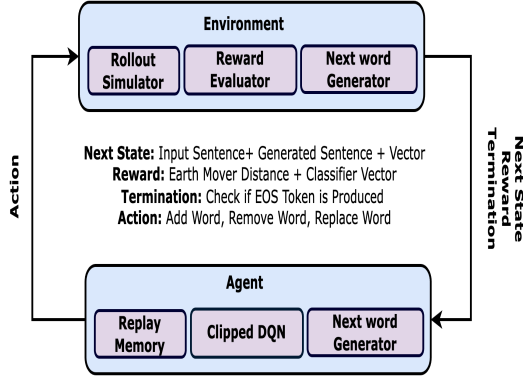 Environment
Rollout
Simulator
Reward
Evaluator
Next word
Generator
Action
Next State: Input Sentence+ Generated Sentence + Vector
Reward: Earth Mover Distance + Classifier Vector
Termination: Check if EOS Token is Produced
Action: Add Word, Remove Word, Replace Word
Next State
Reward
Termination
Agent
Replay
Memory
Clipped DQN
Next word
Generator